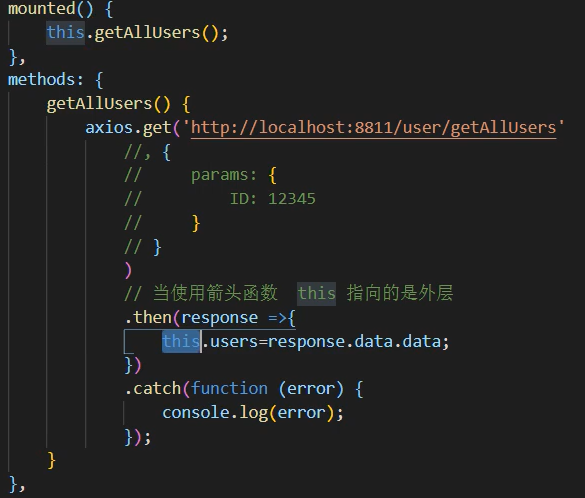 mounted() {
    this.getAllUsers();
},
methods: {
    getAllUsers() {
        axios.get('http://localhost:8811/user/getAllUsers'
            //, {
            //     params: {
            //         ID: 12345
            //     }
            // }
            )
            // 当使用箭头函数  this 指向的是外层
            .then(response =>{
                this.users=response.data.data;
            })
            .catch(function (error) {
                console.log(error);
            });
    }
},